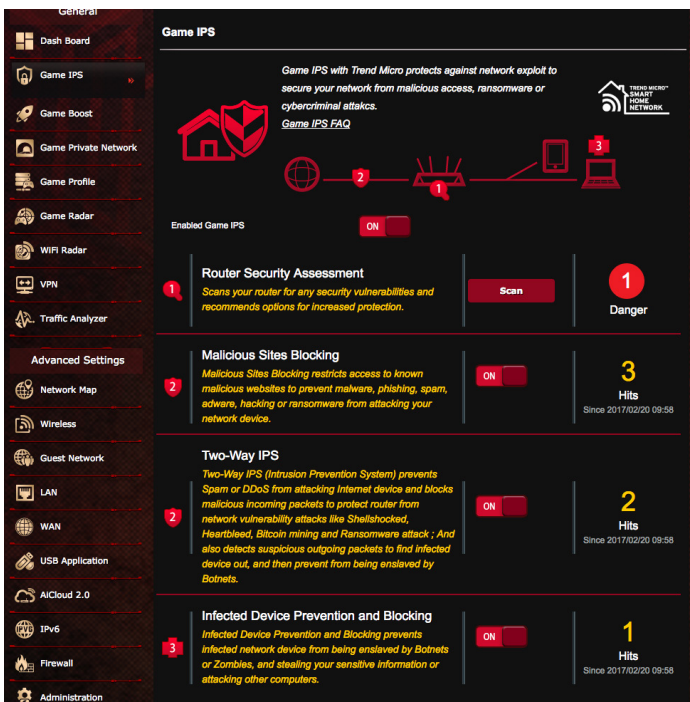 General
Dash Board
Game IPS
Game Boost
Game Private Network
Game Profile
Game Radar
WiFi Radar
VPN
Traffic Analyzer
Advanced Settings
Network Map
Wireless
Guest Network
LAN
WAN
USB Application
AiCloud 2.0
IPv6
Firewall
Administration
Game IPS
Game IPS with Trend Micro protects against network exploit to
secure your network from malicious access, ransomware or
cybercriminal attakcs.
Game IPS FAQ
TREND MICRO™
SMART
HOME
NETWORK
3
2
1
Enabled Game IPS
ON
1
Router Security Assessment
Scans your router for any security vulnerabilities and
recommends options for increased protection.
Scan
1
Danger
2
Malicious Sites Blocking
Malicious Sites Blocking restricts access to known
malicious websites to prevent malware, phishing, spam,
adware, hacking or ransomware from attacking your
network device.
ON
3
Hits
Since 2017/02/20 09:58
2
Two-Way IPS
Two-Way IPS (Intrusion Prevention System) prevents
Spam or DDoS from attacking Internet device and blocks
malicious incoming packets to protect router from
network vulnerability attacks like Shellshocked,
Heartbleed, Bitcoin mining and Ransomware attack ; And
also detects suspicious outgoing packets to find infected
device out, and then prevent from being enslaved by
Botnets.
ON
2
Hits
Since 2017/02/20 09:58
3
Infected Device Prevention and Blocking
Infected Device Prevention and Blocking prevents
infected network device from being enslaved by Botnets
or Zombies, and stealing your sensitive information or
attacking other computers.
ON
1
Hits
Since 2017/02/20 09:58